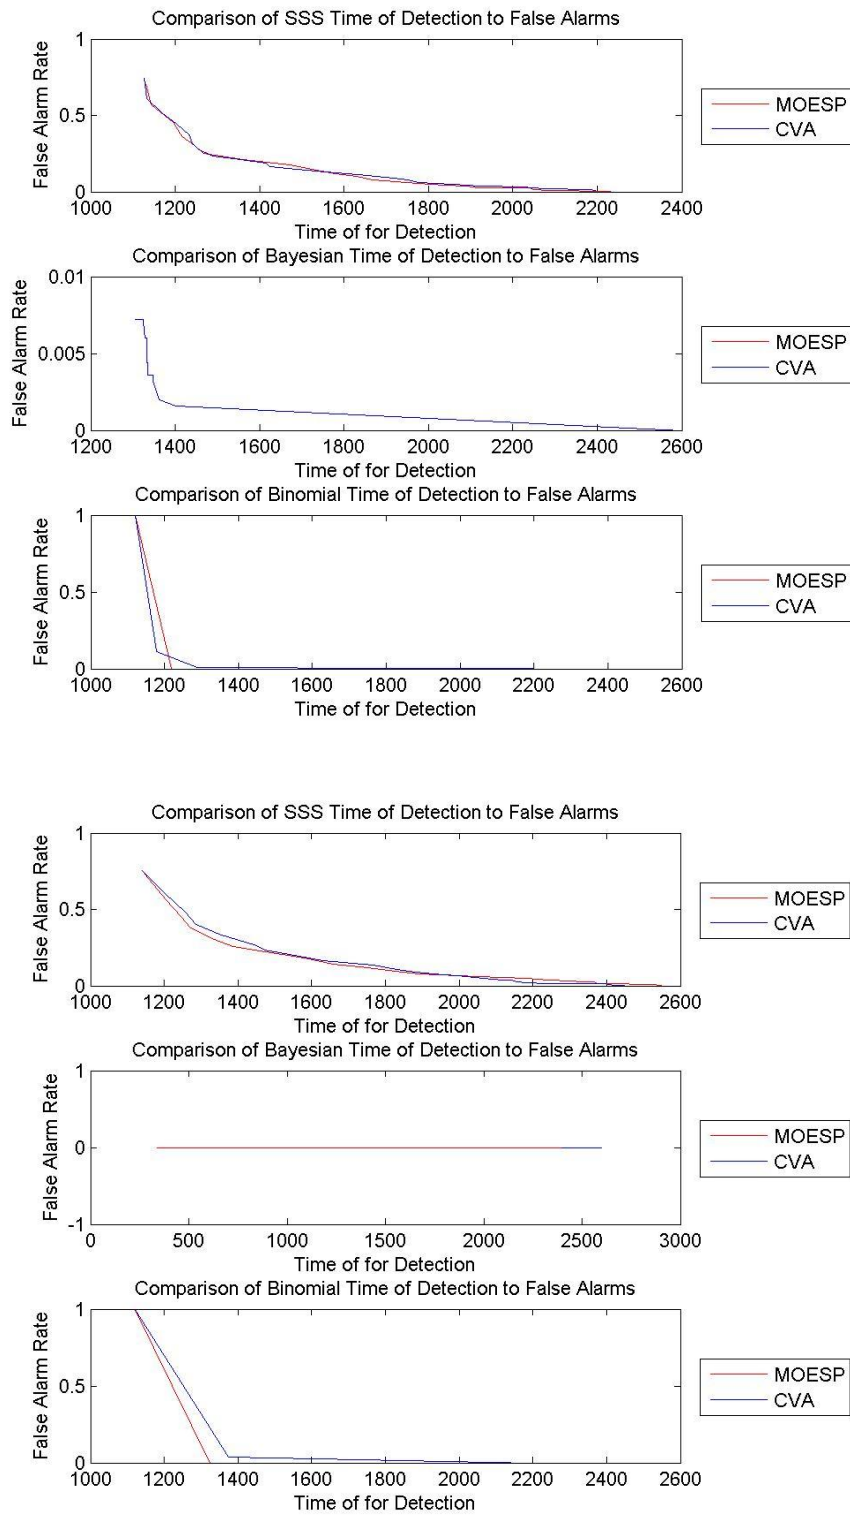 Comparison of SSS Time of Detection to False Alarms
1
0.5
0
False Alarm Rate
1000 1200 1400 1600 1800 2000 2200 2400
Time of for Detection
MOESP
CVA
Comparison of Bayesian Time of Detection to False Alarms
0.01
0.005
0
False Alarm Rate
1200 1400 1600 1800 2000 2200 2400 2600
Time of for Detection
MOESP
CVA
Comparison of Binomial Time of Detection to False Alarms
1
0.5
0
False Alarm Rate
1000 1200 1400 1600 1800 2000 2200 2400 2600
Time of for Detection
MOESP
CVA
Comparison of SSS Time of Detection to False Alarms
1
0.5
0
False Alarm Rate
1000 1200 1400 1600 1800 2000 2200 2400 2600
Time of for Detection
MOESP
CVA
Comparison of Bayesian Time of Detection to False Alarms
1
0
-1
False Alarm Rate
0 500 1000 1500 2000 2500 3000
Time of for Detection
MOESP
CVA
Comparison of Binomial Time of Detection to False Alarms
1
0.5
0
False Alarm Rate
1000 1200 1400 1600 1800 2000 2200 2400 2600
Time of for Detection
MOESP
CVA